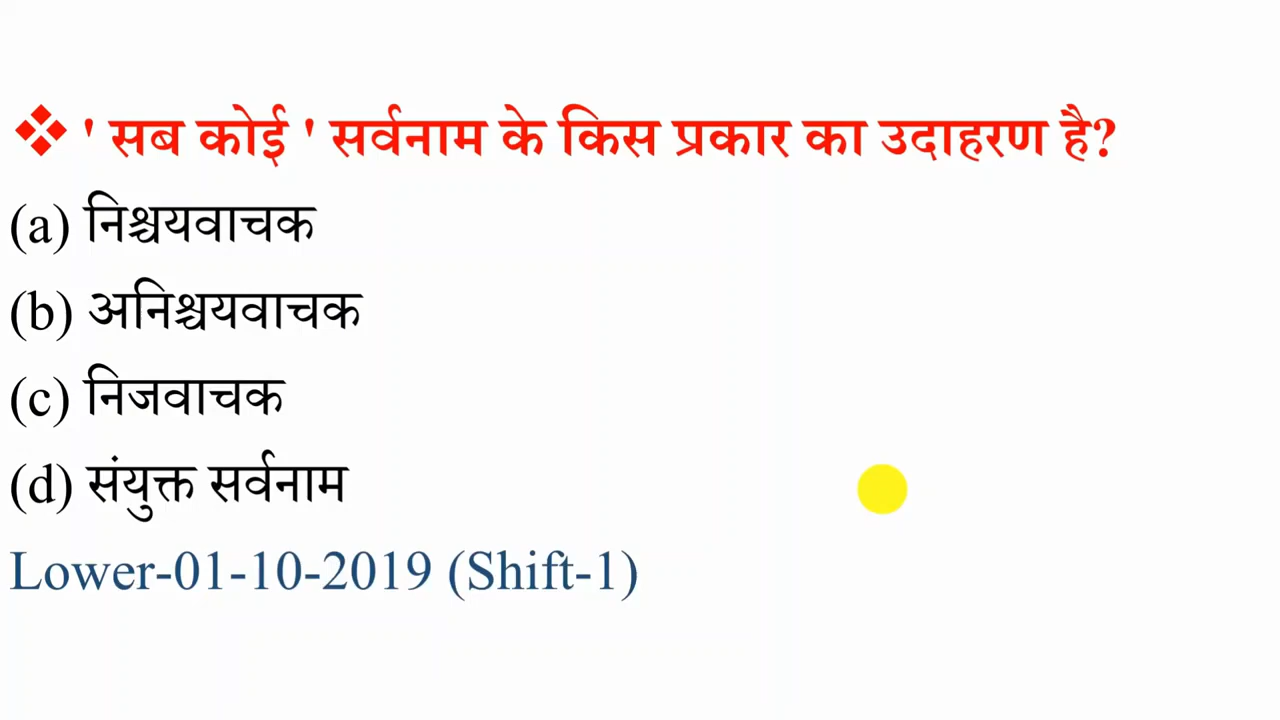 ❖ ' सब कोई ' सर्वनाम के किस प्रकार का उदाहरण है?
(a) निश्चयवाचक
(b) अनिश्चयवाचक
(c) निजवाचक
(d) संयुक्त सर्वनाम
Lower-01-10-2019 (Shift-1)